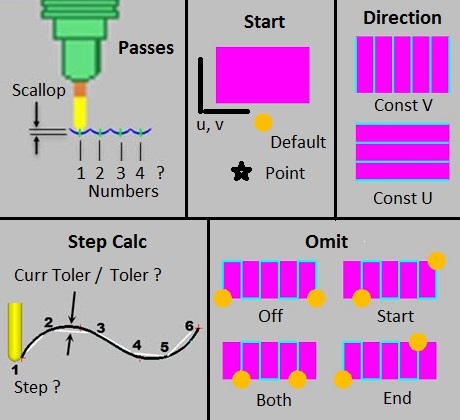 Passes
Scallop
1 2 3 4 ?
Numbers
Start
u, v
Default
Point
Direction
Const V
Const U
Step Calc
Curr Toler / Toler ?
1 2 3 4 5 6
Step ?
Omit
Off
Start
Both
End